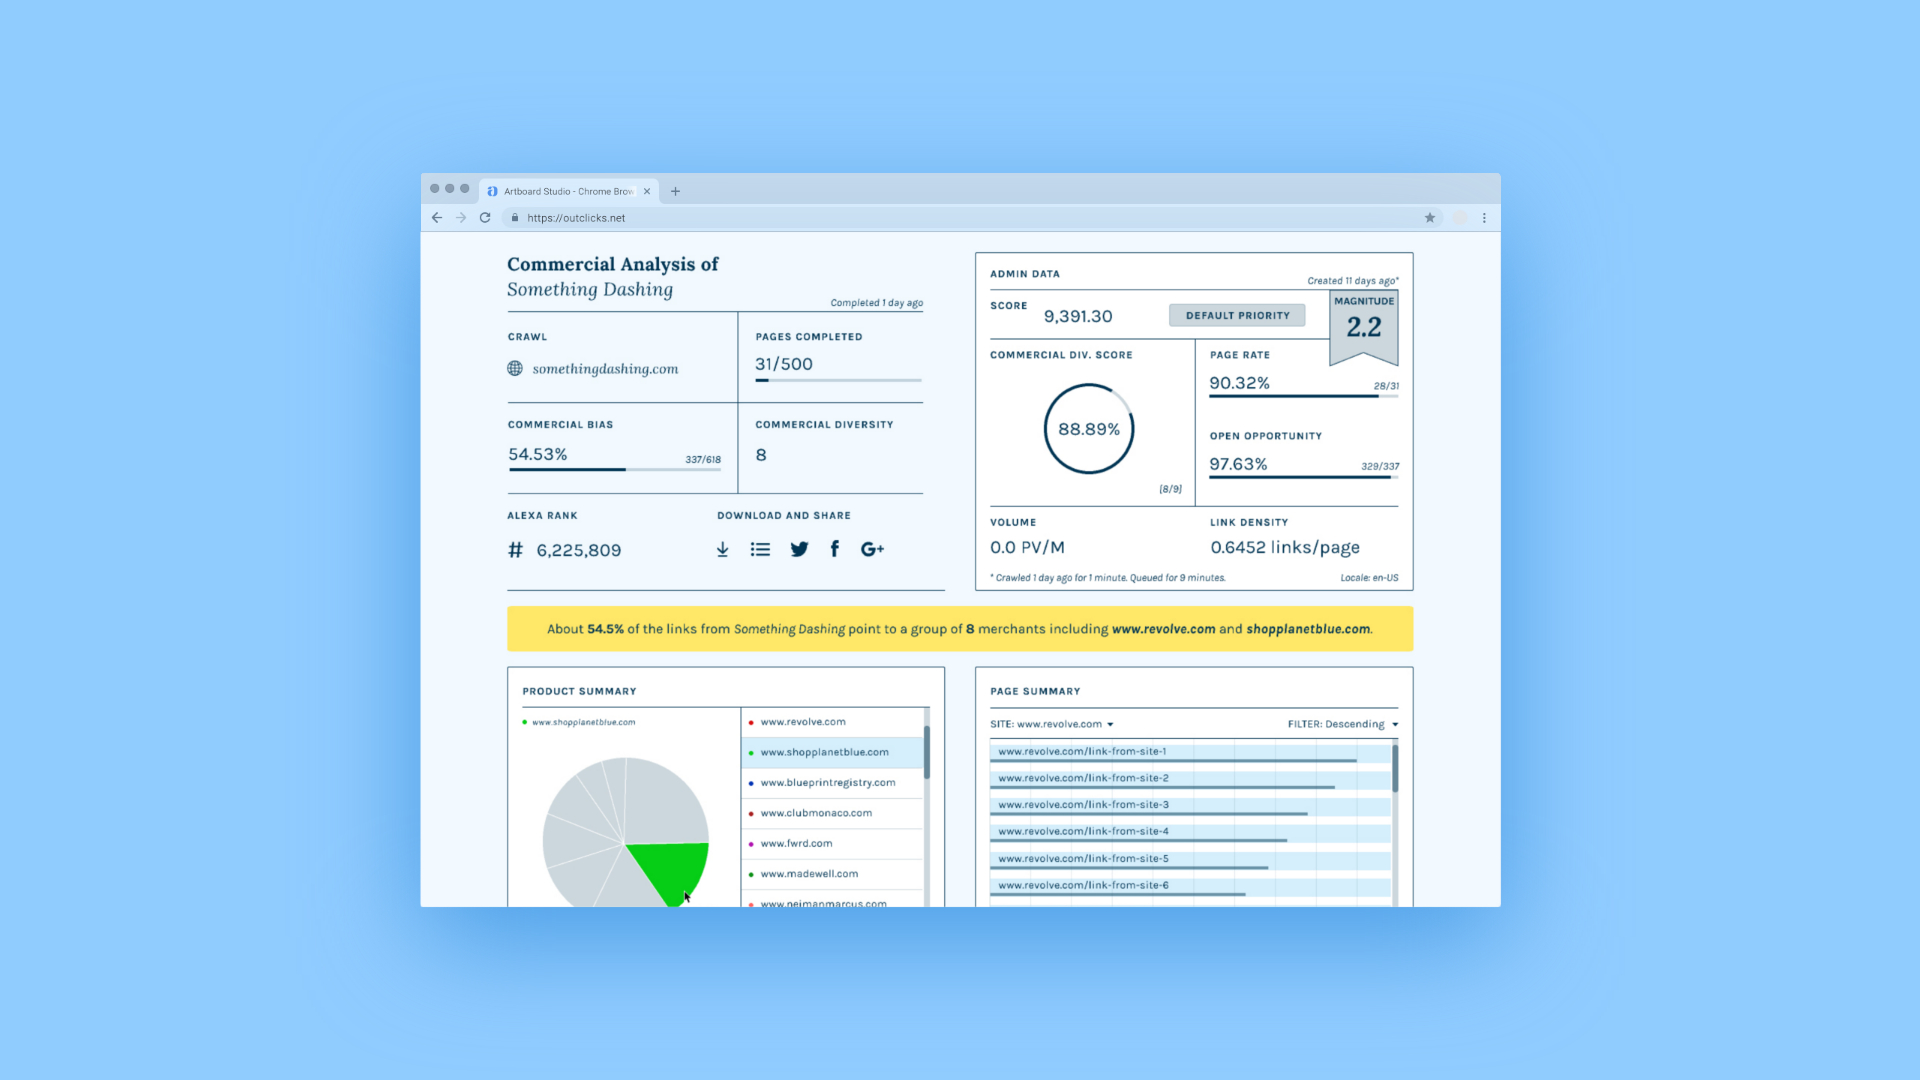 Artboard Studio - Chrome Brow
https://outclicks.net
Commercial Analysis of
Something Dashing
Completed 1 day ago
CRAWL
somethingdashing.com
PAGES COMPLETED
31/500
COMMERCIAL BIAS
54.53%
337/618
COMMERCIAL DIVERSITY
8
ALEXA RANK
# 6,225,809
DOWNLOAD AND SHARE
G+
ADMIN DATA
Created 11 days ago*
SCORE 9,391.30
DEFAULT PRIORITY
MAGNITUDE
2.2
COMMERCIAL DIV. SCORE
88.89%
[8/9]
PAGE RATE
90.32%
28/31
OPEN OPPORTUNITY
97.63%
329/337
VOLUME
0.0 PV/M
LINK DENSITY
0.6452 links/page
* Crawled 1 day ago for 1 minute. Queued for 9 minutes.
Locale: en-US
About 54.5% of the links from Something Dashing point to a group of 8 merchants including www.revolve.com and shopplanetblue.com.
PRODUCT SUMMARY
www.shopplanetblue.com
www.revolve.com
www.shopplanetblue.com
www.blueprintregistry.com
www.clubmonaco.com
www.fwrd.com
www.madewell.com
www.neimanmarcus.com
PAGE SUMMARY
SITE: www.revolve.com
FILTER: Descending
www.revolve.com/link-from-site-1
www.revolve.com/link-from-site-2
www.revolve.com/link-from-site-3
www.revolve.com/link-from-site-4
www.revolve.com/link-from-site-5
www.revolve.com/link-from-site-6